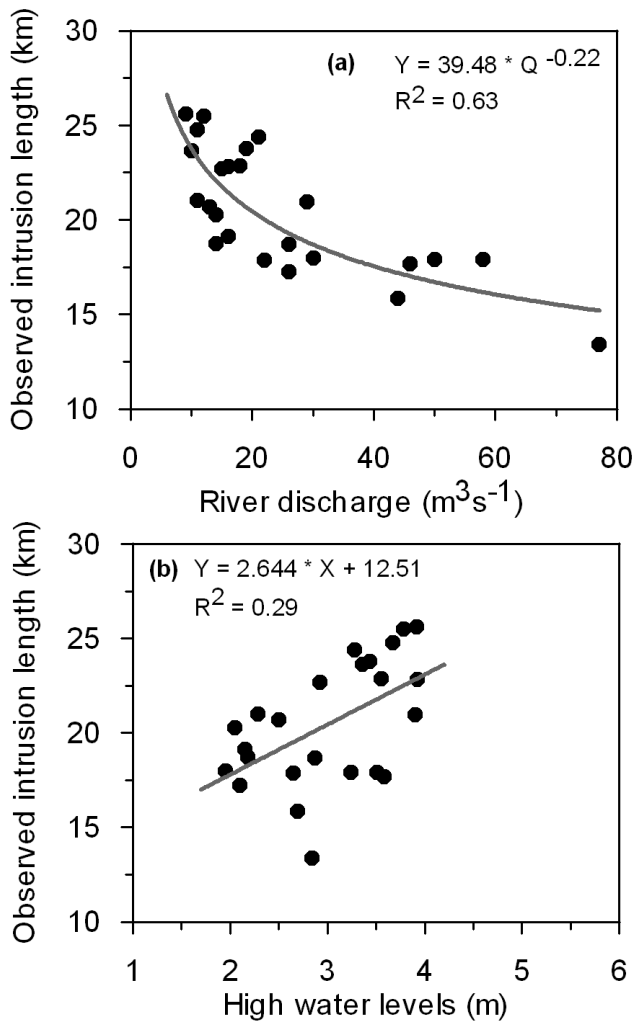 30
25
20
15
10
Observed intrusion length (km)
(a) Y = 39.48 * Q -0.22
R2 = 0.63
0 20 40 60 80
River discharge (m3s-1)
30
25
20
15
10
Observed intrusion length (km)
(b) Y = 2.644 * X + 12.51
R2 = 0.29
1 2 3 4 5 6
High water levels (m)